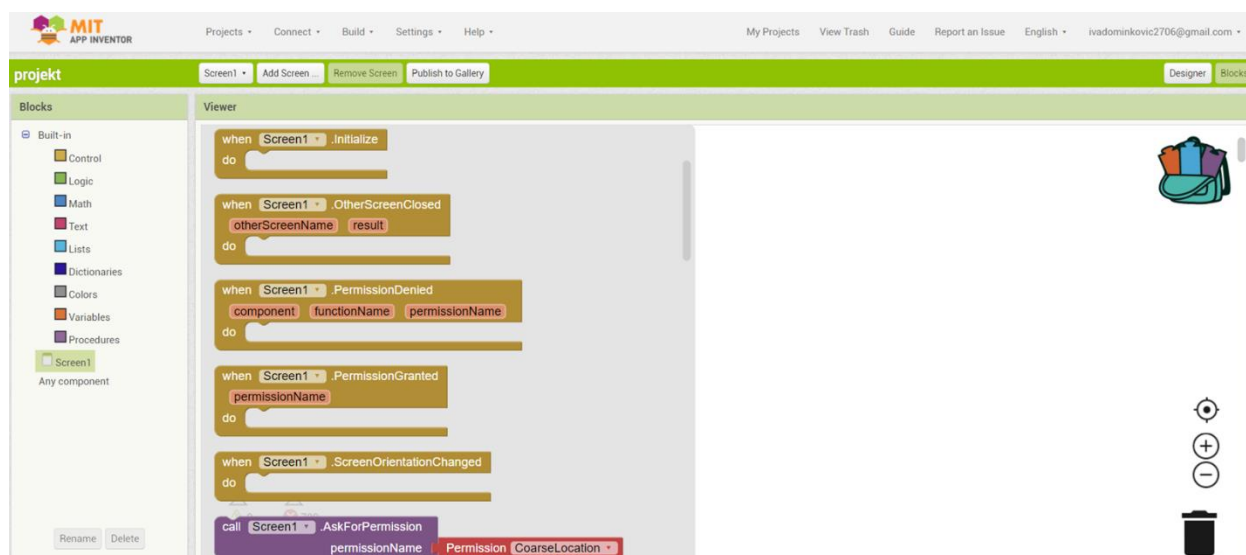 MIT
APP INVENTOR
Projects Connect Build Settings Help My Projects View Trash Guide Report an Issue English ivadominkovic2706@gmail.com
projekt Screen1 Add Screen ... Remove Screen Publish to Gallery Designer Blocks
Blocks Viewer
Built-in
Control
Logic
Math
Text
Lists
Dictionaries
Colors
Variables
Procedures
Screen1
Any component
Rename Delete
when Screen1 .Initialize
do
when Screen1 .OtherScreenClosed
otherScreenName result
do
when Screen1 .PermissionDenied
component functionName permissionName
do
when Screen1 .PermissionGranted
permissionName
do
when Screen1 .ScreenOrientationChanged
do
call Screen1 .AskForPermission
permissionName Permission CoarseLocation